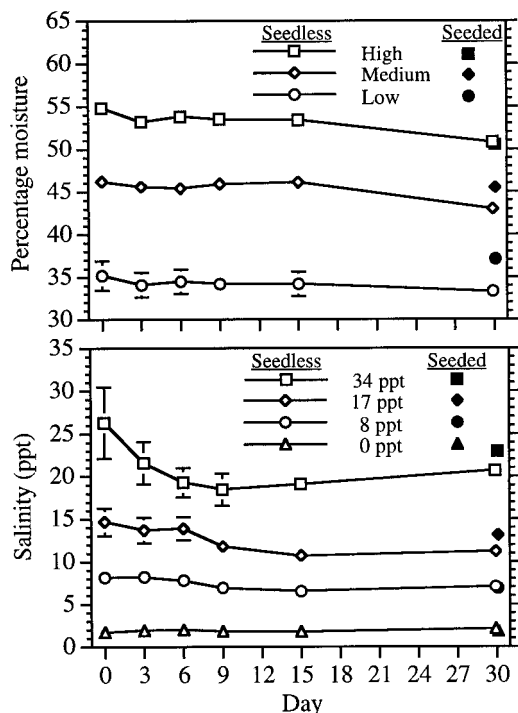 Seedless Seeded
High
Medium
Low
Percentage moisture
65
60
55
50
45
40
35
30
Seedless Seeded
34 ppt
17 ppt
8 ppt
0 ppt
Salinity (ppt)
35
30
25
20
15
10
5
0
0 3 6 9 12 15 18 21 24 27 30
Day